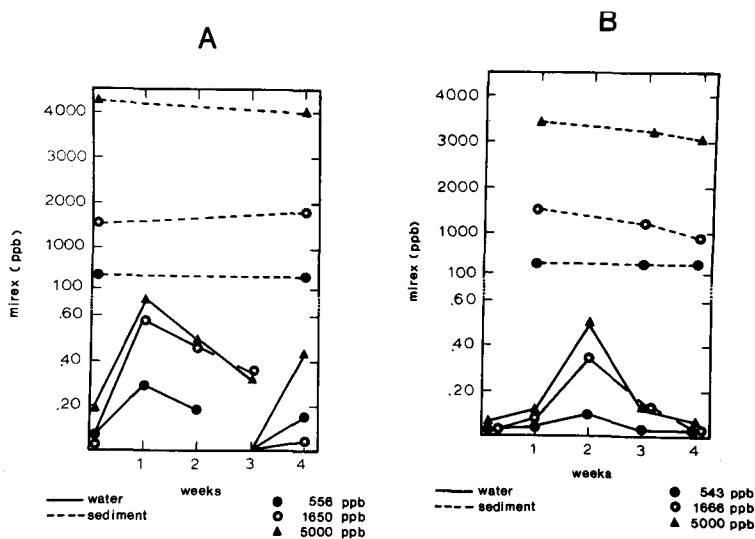 A
mirex (ppb)
4000
3000
2000
1000
100
.60
.40
.20
1 2 3 4
weeks
water
sediment
556 ppb
1650 ppb
5000 ppb
B
mirex (ppb)
4000
3000
2000
1000
100
.60
.40
.20
1 2 3 4
weeks
water
sediment
543 ppb
1666 ppb
5000 ppb